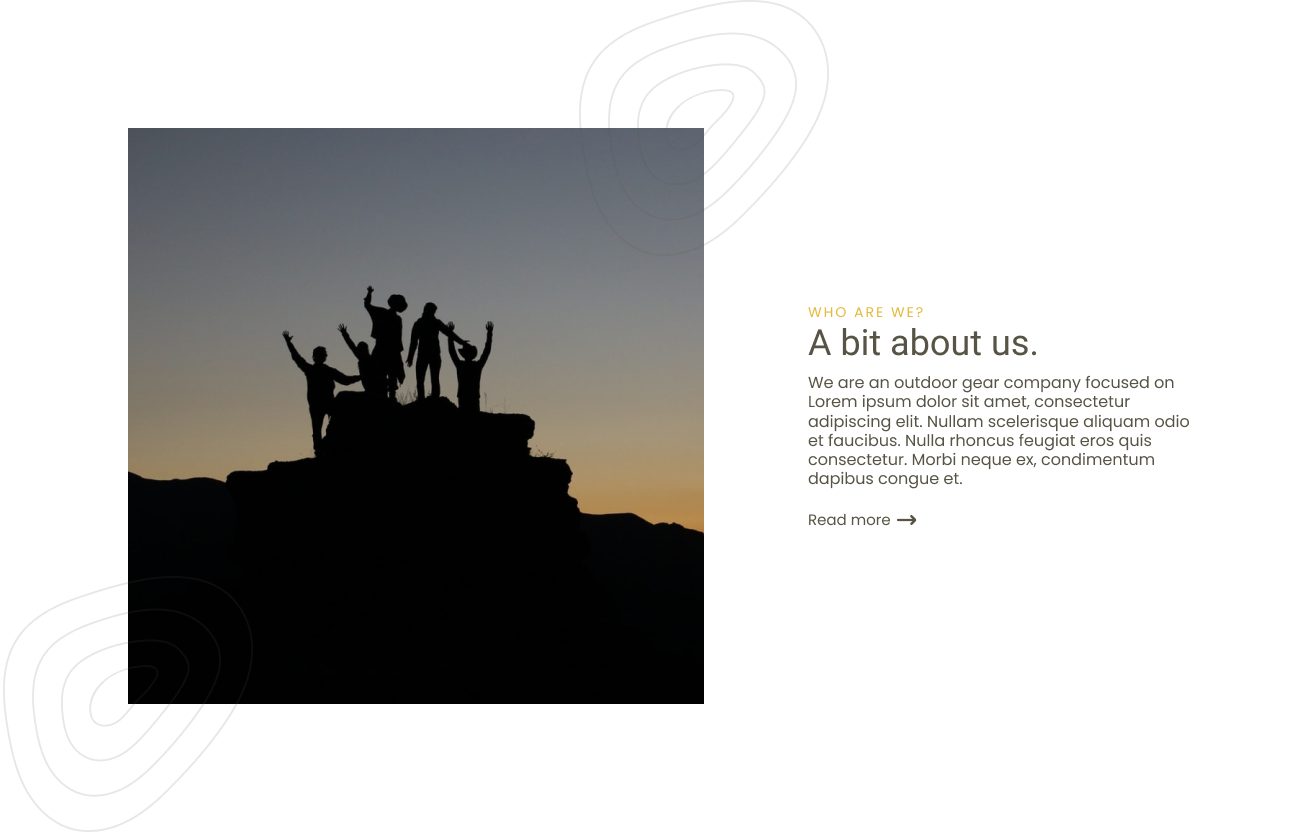 WHO ARE WE?
A bit about us.
We are an outdoor gear company focused on
Lorem ipsum dolor sit amet, consectetur
adipiscing elit. Nullam scelerisque aliquam odio
et faucibus. Nulla rhoncus feugiat eros quis
consectetur. Morbi neque ex, condimentum
dapibus congue et.
Read more